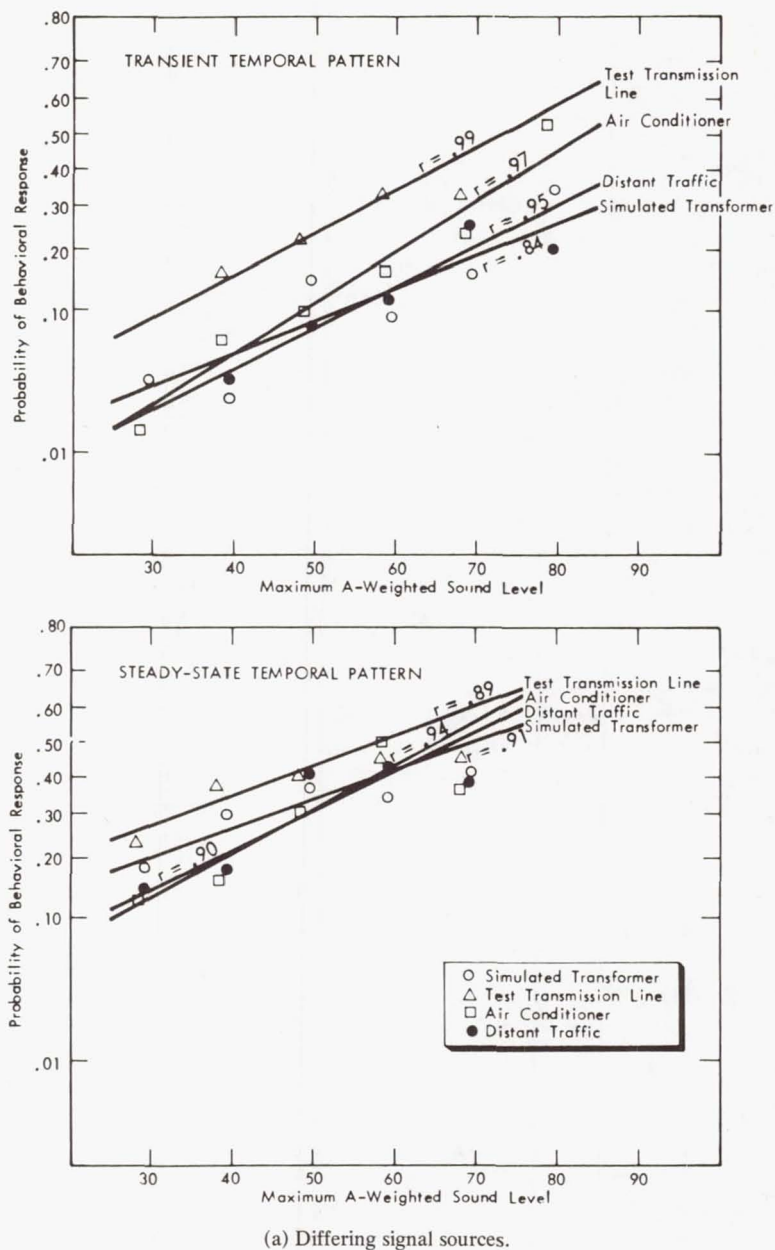 .80
TRANSIENT TEMPORAL PATTERN
.70
.60
.50
.40
.30
.20
.10
.01
Probability of Behavioral Response
Test Transmission
Line
Air Conditioner
Distant Traffic
Simulated Transformer
r = .99
r = .97
r = .95
r = .84
30 40 50 60 70 80 90
Maximum A-Weighted Sound Level
.80
STEADY-STATE TEMPORAL PATTERN
.70
.60
.50
.40
.30
.20
.10
.01
Probability of Behavioral Response
Test Transmission Line
Air Conditioner
Distant Traffic
Simulated Transformer
r = .89
r = .94
r = .91
r = .90
Simulated Transformer
Test Transmission Line
Air Conditioner
Distant Traffic
30 40 50 60 70 80 90
Maximum A-Weighted Sound Level
(a) Differing signal sources.